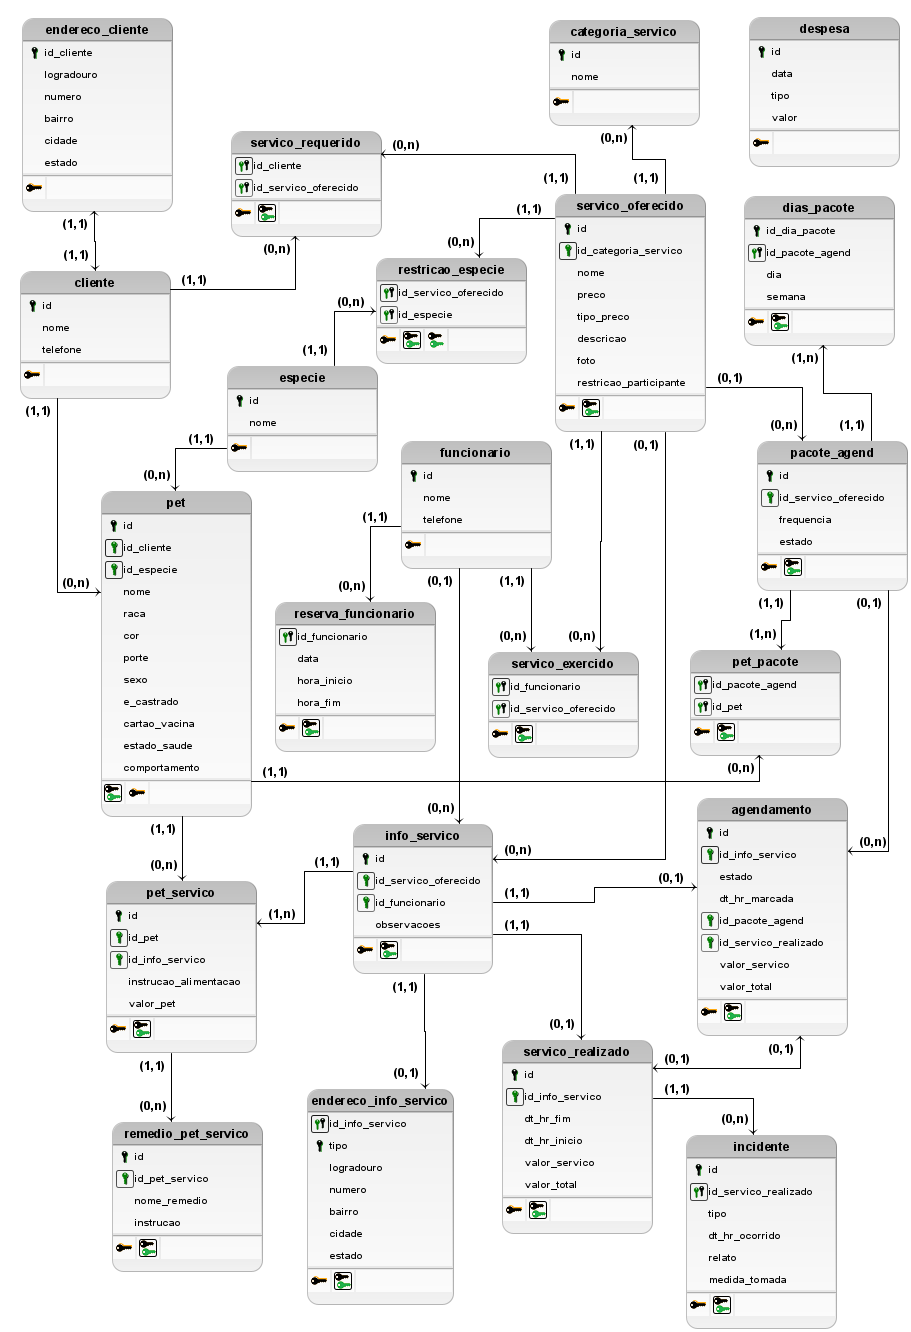 endereco_cliente
id_cliente
logradouro
numero
bairro
cidade
estado
(1,1)
(1,1)
categoria_servico
id
nome
(0,n)
(1,1)
despesa
id
data
tipo
valor
servico_requerido
id_cliente
id_servico_oferecido
(0,n)
(1,1)
(0,n)
(1,1)
servico_oferecido
id
id_categoria_servico
nome
preco
tipo_preco
descricao
foto
restricao_participante
(1,1)
(0,n)
(0,1)
(0,n)
(1,1)
(0,1)
dias_pacote
id_dia_pacote
id_pacote_agend
dia
semana
(1,n)
(1,1)
restricao_especie
id_servico_oferecido
id_especie
(0,n)
(1,1)
cliente
id
nome
telefone
(1,1)
(0,n)
especie
id
nome
(1,1)
(0,n)
funcionario
id
nome
telefone
(1,1)
(0,n)
(0,1)
(1,1)
pacote_agend
id
id_servico_oferecido
frequencia
estado
(1,1)
(0,1)
(1,n)
pet
id
id_cliente
id_especie
nome
raca
cor
porte
sexo
e_castrado
cartao_vacina
estado_saude
comportamento
(1,1)
(0,n)
(1,1)
(0,n)
reserva_funcionario
id_funcionario
data
hora_inicio
hora_fim
(0,n)
(0,n)
servico_exercido
id_funcionario
id_servico_oferecido
pet_pacote
id_pacote_agend
id_pet
(0,n)
info_servico
id
id_servico_oferecido
id_funcionario
observacoes
(0,n)
(1,1)
(1,n)
(1,1)
(0,1)
(1,1)
(0,1)
(1,1)
(0,1)
agendamento
id
id_info_servico
estado
dt_hr_marcada
id_pacote_agend
id_servico_realizado
valor_servico
valor_total
(0,n)
(0,1)
(0,1)
pet_servico
id
id_pet
id_info_servico
instrucao_alimentacao
valor_pet
(1,1)
(0,n)
servico_realizado
id
id_info_servico
dt_hr_fim
dt_hr_inicio
valor_servico
valor_total
(1,1)
(0,n)
endereco_info_servico
id_info_servico
tipo
logradouro
numero
bairro
cidade
estado
remedio_pet_servico
id
id_pet_servico
nome_remedio
instrucao
incidente
id
id_servico_realizado
tipo
dt_hr_ocorrido
relato
medida_tomada